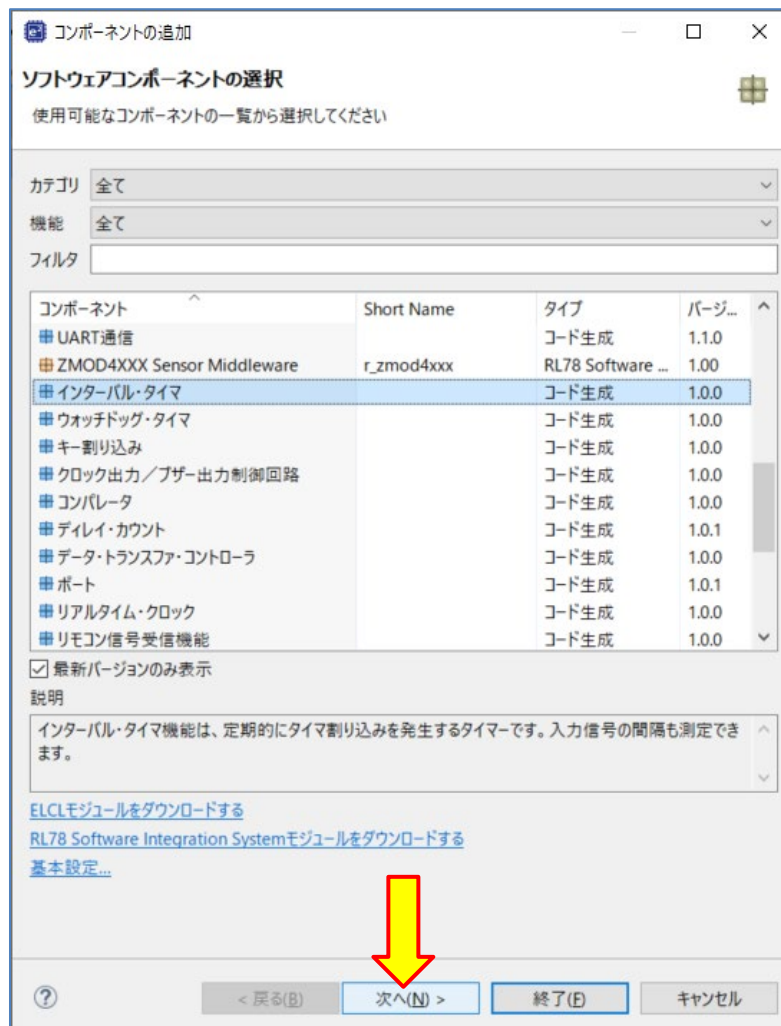 コンポーネントの追加
ソフトウェアコンポーネントの選択
使用可能なコンポーネントの一覧から選択してください
カテゴリ 全て
機能 全て
フィルタ
コンポーネント Short Name タイプ バージ...
UART通信 コード生成 1.1.0
ZMOD4XXX Sensor Middleware r_zmod4xxx RL78 Software ... 1.00
インターバル・タイマ コード生成 1.0.0
ウォッチドッグ・タイマ コード生成 1.0.0
キー割り込み コード生成 1.0.0
クロック出力／ブザー出力制御回路 コード生成 1.0.0
コンパレータ コード生成 1.0.0
ディレイ・カウント コード生成 1.0.1
データ・トランスファ・コントローラ コード生成 1.0.0
ポート コード生成 1.0.1
リアルタイム・クロック コード生成 1.0.0
リモコン信号受信機能 コード生成 1.0.0
最新バージョンのみ表示
説明
インターバル・タイマ機能は、定期的にタイマ割り込みを発生するタイマーです。入力信号の間隔も測定でき
ます。
ELCLモジュールをダウンロードする
RL78 Software Integration Systemモジュールをダウンロードする
基本設定...
< 戻る(B) 次へ(N) > 終了(F) キャンセル